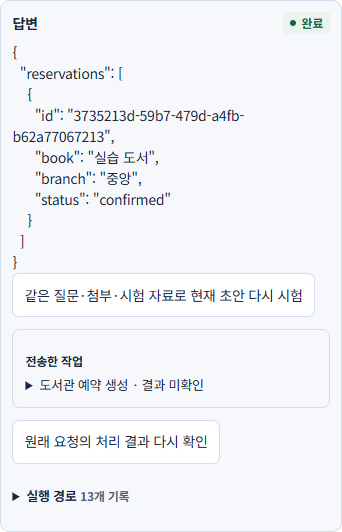 답변
● 완료
{
"reservations": [
{
"id": "3735213d-59b7-479d-a4fb-
b62a77067213",
"book": "실습 도서",
"branch": "중앙",
"status": "confirmed"
}
]
}
같은 질문·첨부·시험 자료로 현재 초안 다시 시험
전송한 작업
▶ 도서관 예약 생성 · 결과 미확인
원래 요청의 처리 결과 다시 확인
▶ 실행 경로 13개 기록